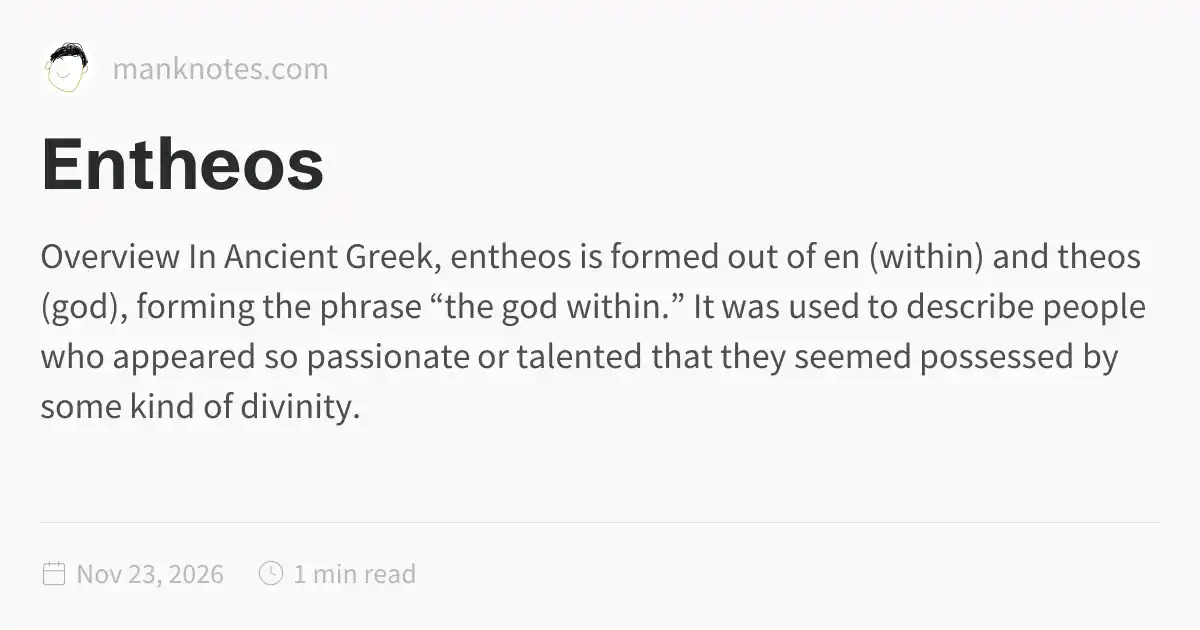 manknotes.com
Entheos
Overview In Ancient Greek, entheos is formed out of en (within) and theos
(god), forming the phrase “the god within.” It was used to describe people
who appeared so passionate or talented that they seemed possessed by
some kind of divinity.
Nov 23, 2026 1 min read